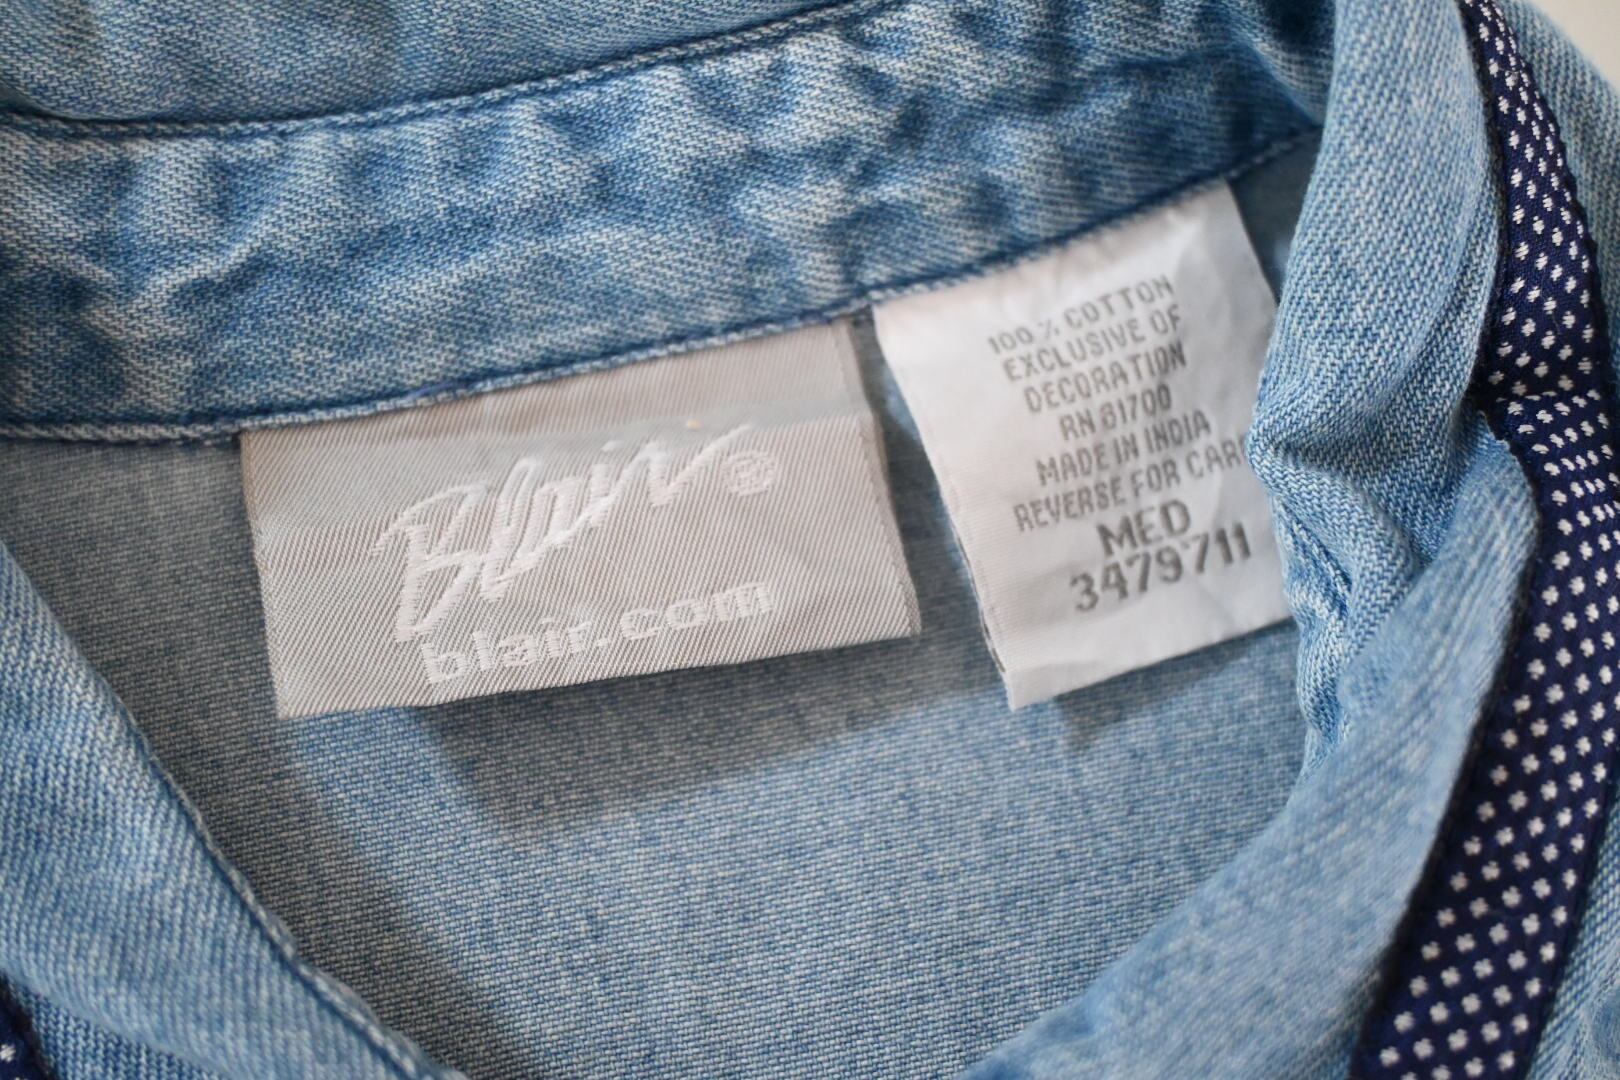 Blair®
blair.com
100% COTTON
EXCLUSIVE OF
DECORATION
RN 81700
MADE IN INDIA
REVERSE FOR CARE
MED
3479711